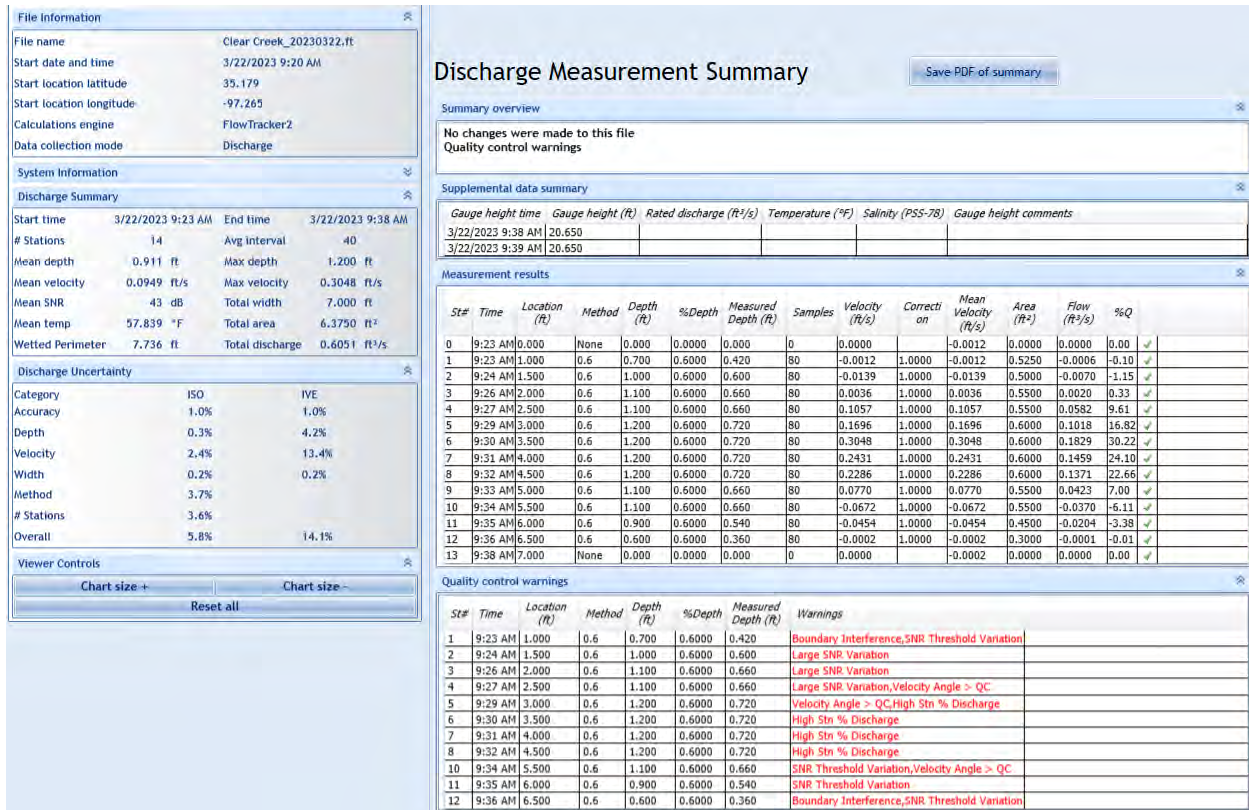 File Information
File name Clear Creek_20230322.ft
Start date and time 3/22/2023 9:20 AM
Start location latitude 35.179
Start location longitude -97.265
Calculations engine FlowTracker2
Data collection mode Discharge
System Information
Discharge Summary
Start time 3/22/2023 9:23 AM End time 3/22/2023 9:38 AM
# Stations 14 Avg interval 40
Mean depth 0.911 ft Max depth 1.200 ft
Mean velocity 0.0949 ft/s Max velocity 0.3048 ft/s
Mean SNR 43 dB Total width 7.000 ft
Mean temp 57.839 °F Total area 6.3750 ft²
Wetted Perimeter 7.736 ft Total discharge 0.6051 ft³/s
Discharge Uncertainty
Category ISO IVE
Accuracy 1.0% 1.0%
Depth 0.3% 4.2%
Velocity 2.4% 13.4%
Width 0.2% 0.2%
Method 3.7%
# Stations 3.6%
Overall 5.8% 14.1%
Viewer Controls
Chart size + Chart size -
Reset all
Discharge Measurement Summary
Save PDF of summary
Summary overview
No changes were made to this file
Quality control warnings
Supplemental data summary
Gauge height time Gauge height (ft) Rated discharge (ft³/s) Temperature (°F) Salinity (PSS-78) Gauge height comments
3/22/2023 9:38 AM 20.650
3/22/2023 9:39 AM 20.650
Measurement results
St# Time Location (ft) Method Depth (ft) %Depth Measured Depth (ft) Samples Velocity (ft/s) Correcti on Mean Velocity (ft/s) Area (ft²) Flow (ft³/s) %Q
0 9:23 AM 0.000 None 0.000 0.0000 0.000 0 0.0000 -0.0012 0.0000 0.0000 0.00 ✓
1 9:23 AM 1.000 0.6 0.700 0.6000 0.420 80 -0.0012 1.0000 -0.0012 0.5250 -0.0006 -0.10 ✓
2 9:24 AM 1.500 0.6 1.000 0.6000 0.600 80 -0.0139 1.0000 -0.0139 0.5000 -0.0070 -1.15 ✓
3 9:26 AM 2.000 0.6 1.100 0.6000 0.660 80 0.0036 1.0000 0.0036 0.5500 0.0020 0.33 ✓
4 9:27 AM 2.500 0.6 1.100 0.6000 0.660 80 0.1057 1.0000 0.1057 0.5500 0.0582 9.61 ✓
5 9:29 AM 3.000 0.6 1.200 0.6000 0.720 80 0.1696 1.0000 0.1696 0.6000 0.1018 16.82 ✓
6 9:30 AM 3.500 0.6 1.200 0.6000 0.720 80 0.3048 1.0000 0.3048 0.6000 0.1829 30.22 ✓
7 9:31 AM 4.000 0.6 1.200 0.6000 0.720 80 0.2431 1.0000 0.2431 0.6000 0.1459 24.10 ✓
8 9:32 AM 4.500 0.6 1.200 0.6000 0.720 80 0.2286 1.0000 0.2286 0.6000 0.1371 22.66 ✓
9 9:33 AM 5.000 0.6 1.100 0.6000 0.660 80 0.0770 1.0000 0.0770 0.5500 0.0423 7.00 ✓
10 9:34 AM 5.500 0.6 1.100 0.6000 0.660 80 -0.0672 1.0000 -0.0672 0.5500 -0.0370 -6.11 ✓
11 9:35 AM 6.000 0.6 0.900 0.6000 0.540 80 -0.0454 1.0000 -0.0454 0.4500 -0.0204 -3.38 ✓
12 9:36 AM 6.500 0.6 0.600 0.6000 0.360 80 -0.0002 1.0000 -0.0002 0.3000 -0.0001 -0.01 ✓
13 9:38 AM 7.000 None 0.000 0.0000 0.000 0 0.0000 -0.0002 0.0000 0.0000 0.00 ✓
Quality control warnings
St# Time Location (ft) Method Depth (ft) %Depth Measured Depth (ft) Warnings
1 9:23 AM 1.000 0.6 0.700 0.6000 0.420 Boundary Interference,SNR Threshold Variation
2 9:24 AM 1.500 0.6 1.000 0.6000 0.600 Large SNR Variation
3 9:26 AM 2.000 0.6 1.100 0.6000 0.660 Large SNR Variation
4 9:27 AM 2.500 0.6 1.100 0.6000 0.660 Large SNR Variation,Velocity Angle > QC
5 9:29 AM 3.000 0.6 1.200 0.6000 0.720 Velocity Angle > QC,High Stn % Discharge
6 9:30 AM 3.500 0.6 1.200 0.6000 0.720 High Stn % Discharge
7 9:31 AM 4.000 0.6 1.200 0.6000 0.720 High Stn % Discharge
8 9:32 AM 4.500 0.6 1.200 0.6000 0.720 High Stn % Discharge
10 9:34 AM 5.500 0.6 1.100 0.6000 0.660 SNR Threshold Variation,Velocity Angle > QC
11 9:35 AM 6.000 0.6 0.900 0.6000 0.540 SNR Threshold Variation
12 9:36 AM 6.500 0.6 0.600 0.6000 0.360 Boundary Interference,SNR Threshold Variation